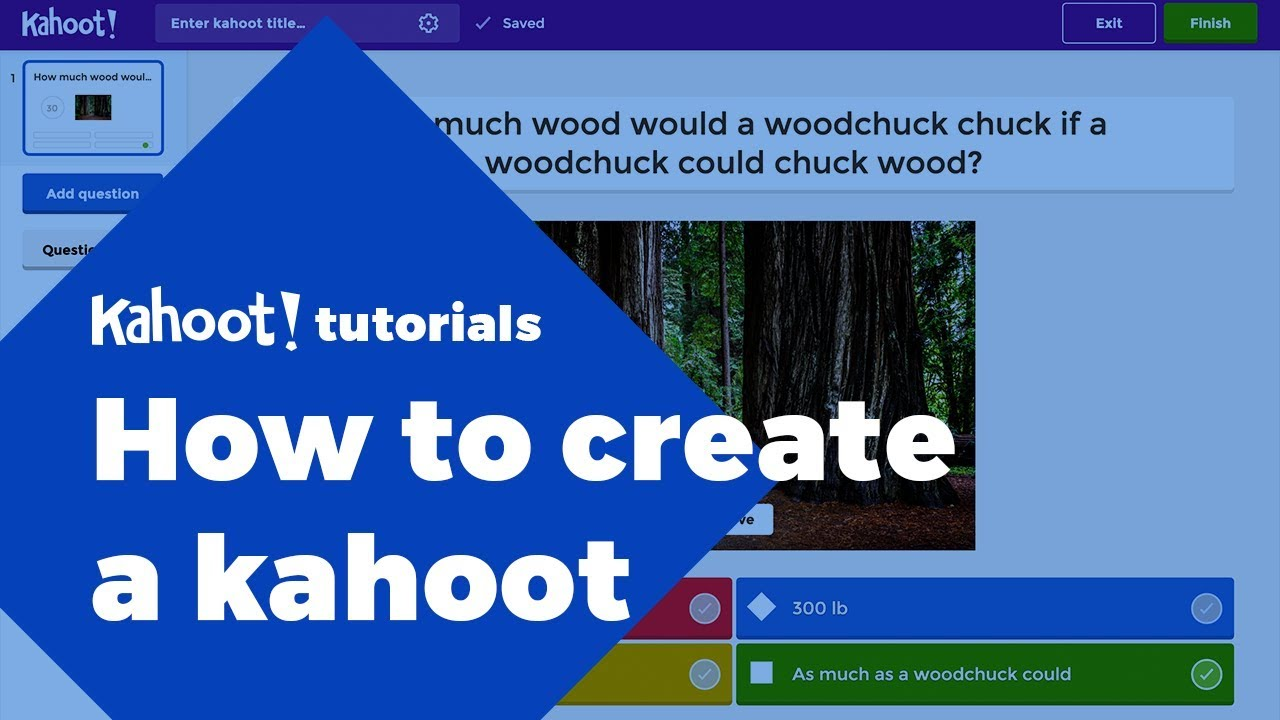 Kahoot!
Enter kahoot title...
Saved
Exit
Finish
1
How much wood woul...
30
Add question
much wood would a woodchuck chuck if a
woodchuck could chuck wood?
Kahoot! tutorials
How to create
a kahoot
300 lb
As much as a woodchuck could